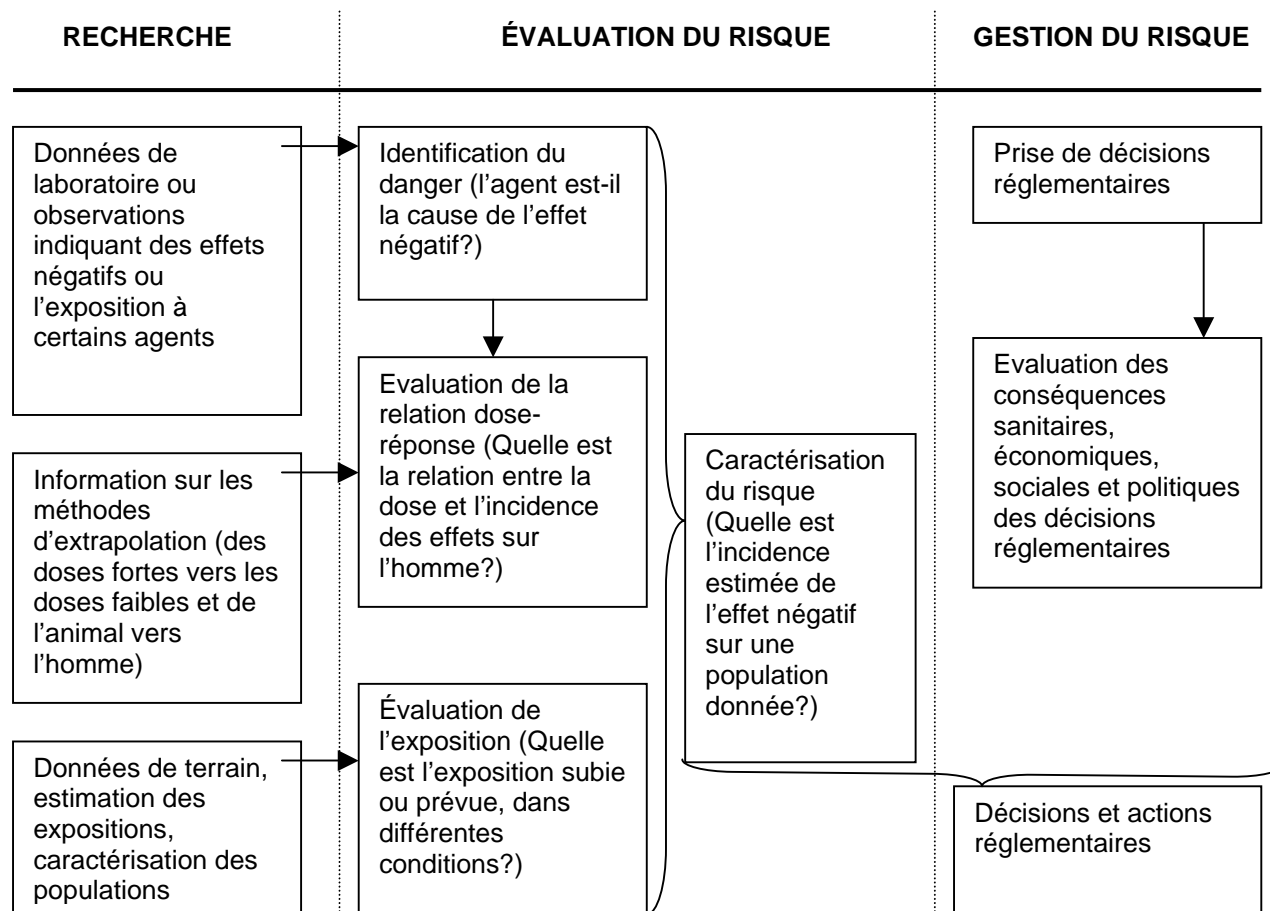 RECHERCHE
ÉVALUATION DU RISQUE
GESTION DU RISQUE
Données de
laboratoire ou
observations
indiquant des effets
négatifs ou
l’exposition à
certains agents
Information sur les
méthodes
d’extrapolation (des
doses fortes vers les
doses faibles et de
l’animal vers
l’homme)
Données de terrain,
estimation des
expositions,
caractérisation des
populations
Identification du
danger (l’agent est-il
la cause de l’effet
négatif?)
Evaluation de la
relation dose-
réponse (Quelle est
la relation entre la
dose et l’incidence
des effets sur
l’homme?)
Évaluation de
l’exposition (Quelle
est l’exposition subie
ou prévue, dans
différentes
conditions?)
Caractérisation
du risque
(Quelle est
l’incidence
estimée de
l’effet négatif
sur une
population
donnée?)
Prise de décisions
réglementaires
Evaluation des
conséquences
sanitaires,
économiques,
sociales et politiques
des décisions
réglementaires
Décisions et actions
réglementaires